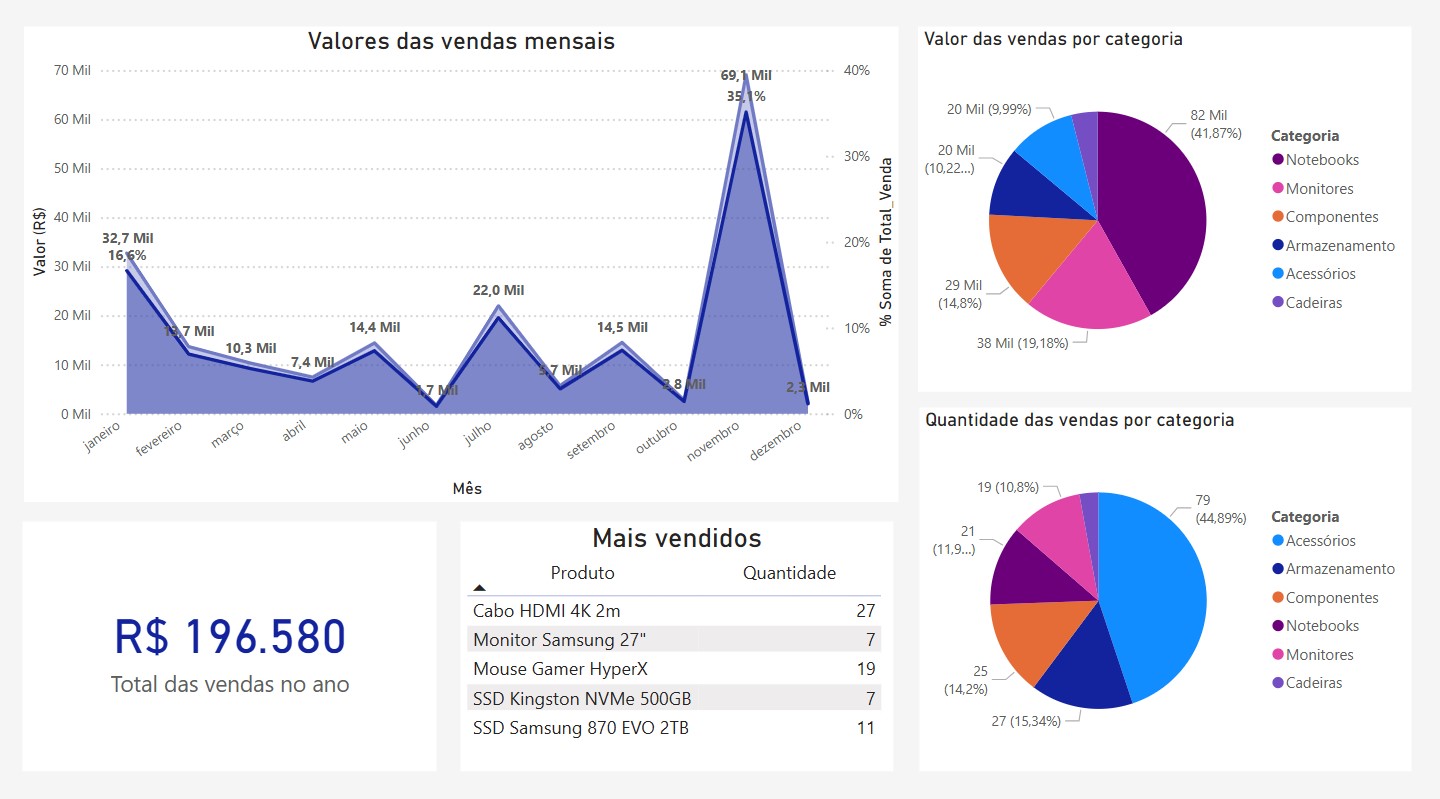 Valores das vendas mensais
70 Mil
60 Mil
50 Mil
40 Mil
30 Mil
20 Mil
10 Mil
0 Mil
Valor (R$)
40%
30%
20%
10%
0%
% Soma de Total_Venda
32,7 Mil
16,6%
13,7 Mil
10,3 Mil
7,4 Mil
14,4 Mil
1,7 Mil
22,0 Mil
5,7 Mil
14,5 Mil
2,8 Mil
69,1 Mil
35,1%
2,3 Mil
janeiro
fevereiro
março
abril
maio
junho
julho
agosto
setembro
outubro
novembro
dezembro
Mês
Valor das vendas por categoria
82 Mil
(41,87%)
38 Mil (19,18%)
29 Mil
(14,8%)
20 Mil
(10,22...)
20 Mil (9,99%)
Categoria
Notebooks
Monitores
Componentes
Armazenamento
Acessórios
Cadeiras
R$ 196.580
Total das vendas no ano
Mais vendidos
Produto Quantidade
Cabo HDMI 4K 2m 27
Monitor Samsung 27" 7
Mouse Gamer HyperX 19
SSD Kingston NVMe 500GB 7
SSD Samsung 870 EVO 2TB 11
Quantidade das vendas por categoria
79
(44,89%)
27 (15,34%)
25
(14,2%)
21
(11,9...)
19 (10,8%)
Categoria
Acessórios
Armazenamento
Componentes
Notebooks
Monitores
Cadeiras